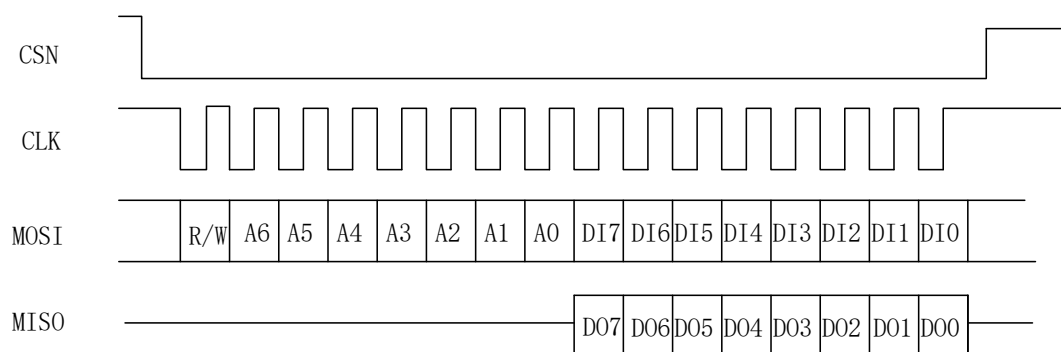 CSN
CLK
MOSI R/W A6 A5 A4 A3 A2 A1 A0 DI7 DI6 DI5 DI4 DI3 DI2 DI1 DI0
MISO DO7 DO6 DO5 DO4 DO3 DO2 DO1 DO0